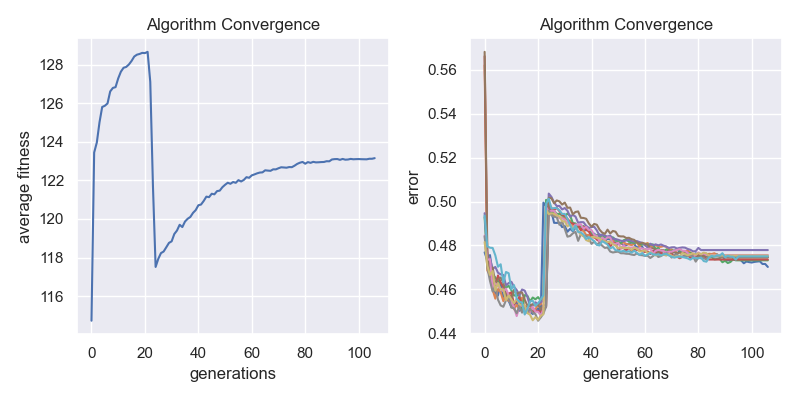 Algorithm Convergence
average fitness
128
126
124
122
120
118
116
0 20 40 60 80 100
generations
Algorithm Convergence
error
0.56
0.54
0.52
0.50
0.48
0.46
0.44
0 20 40 60 80 100
generations